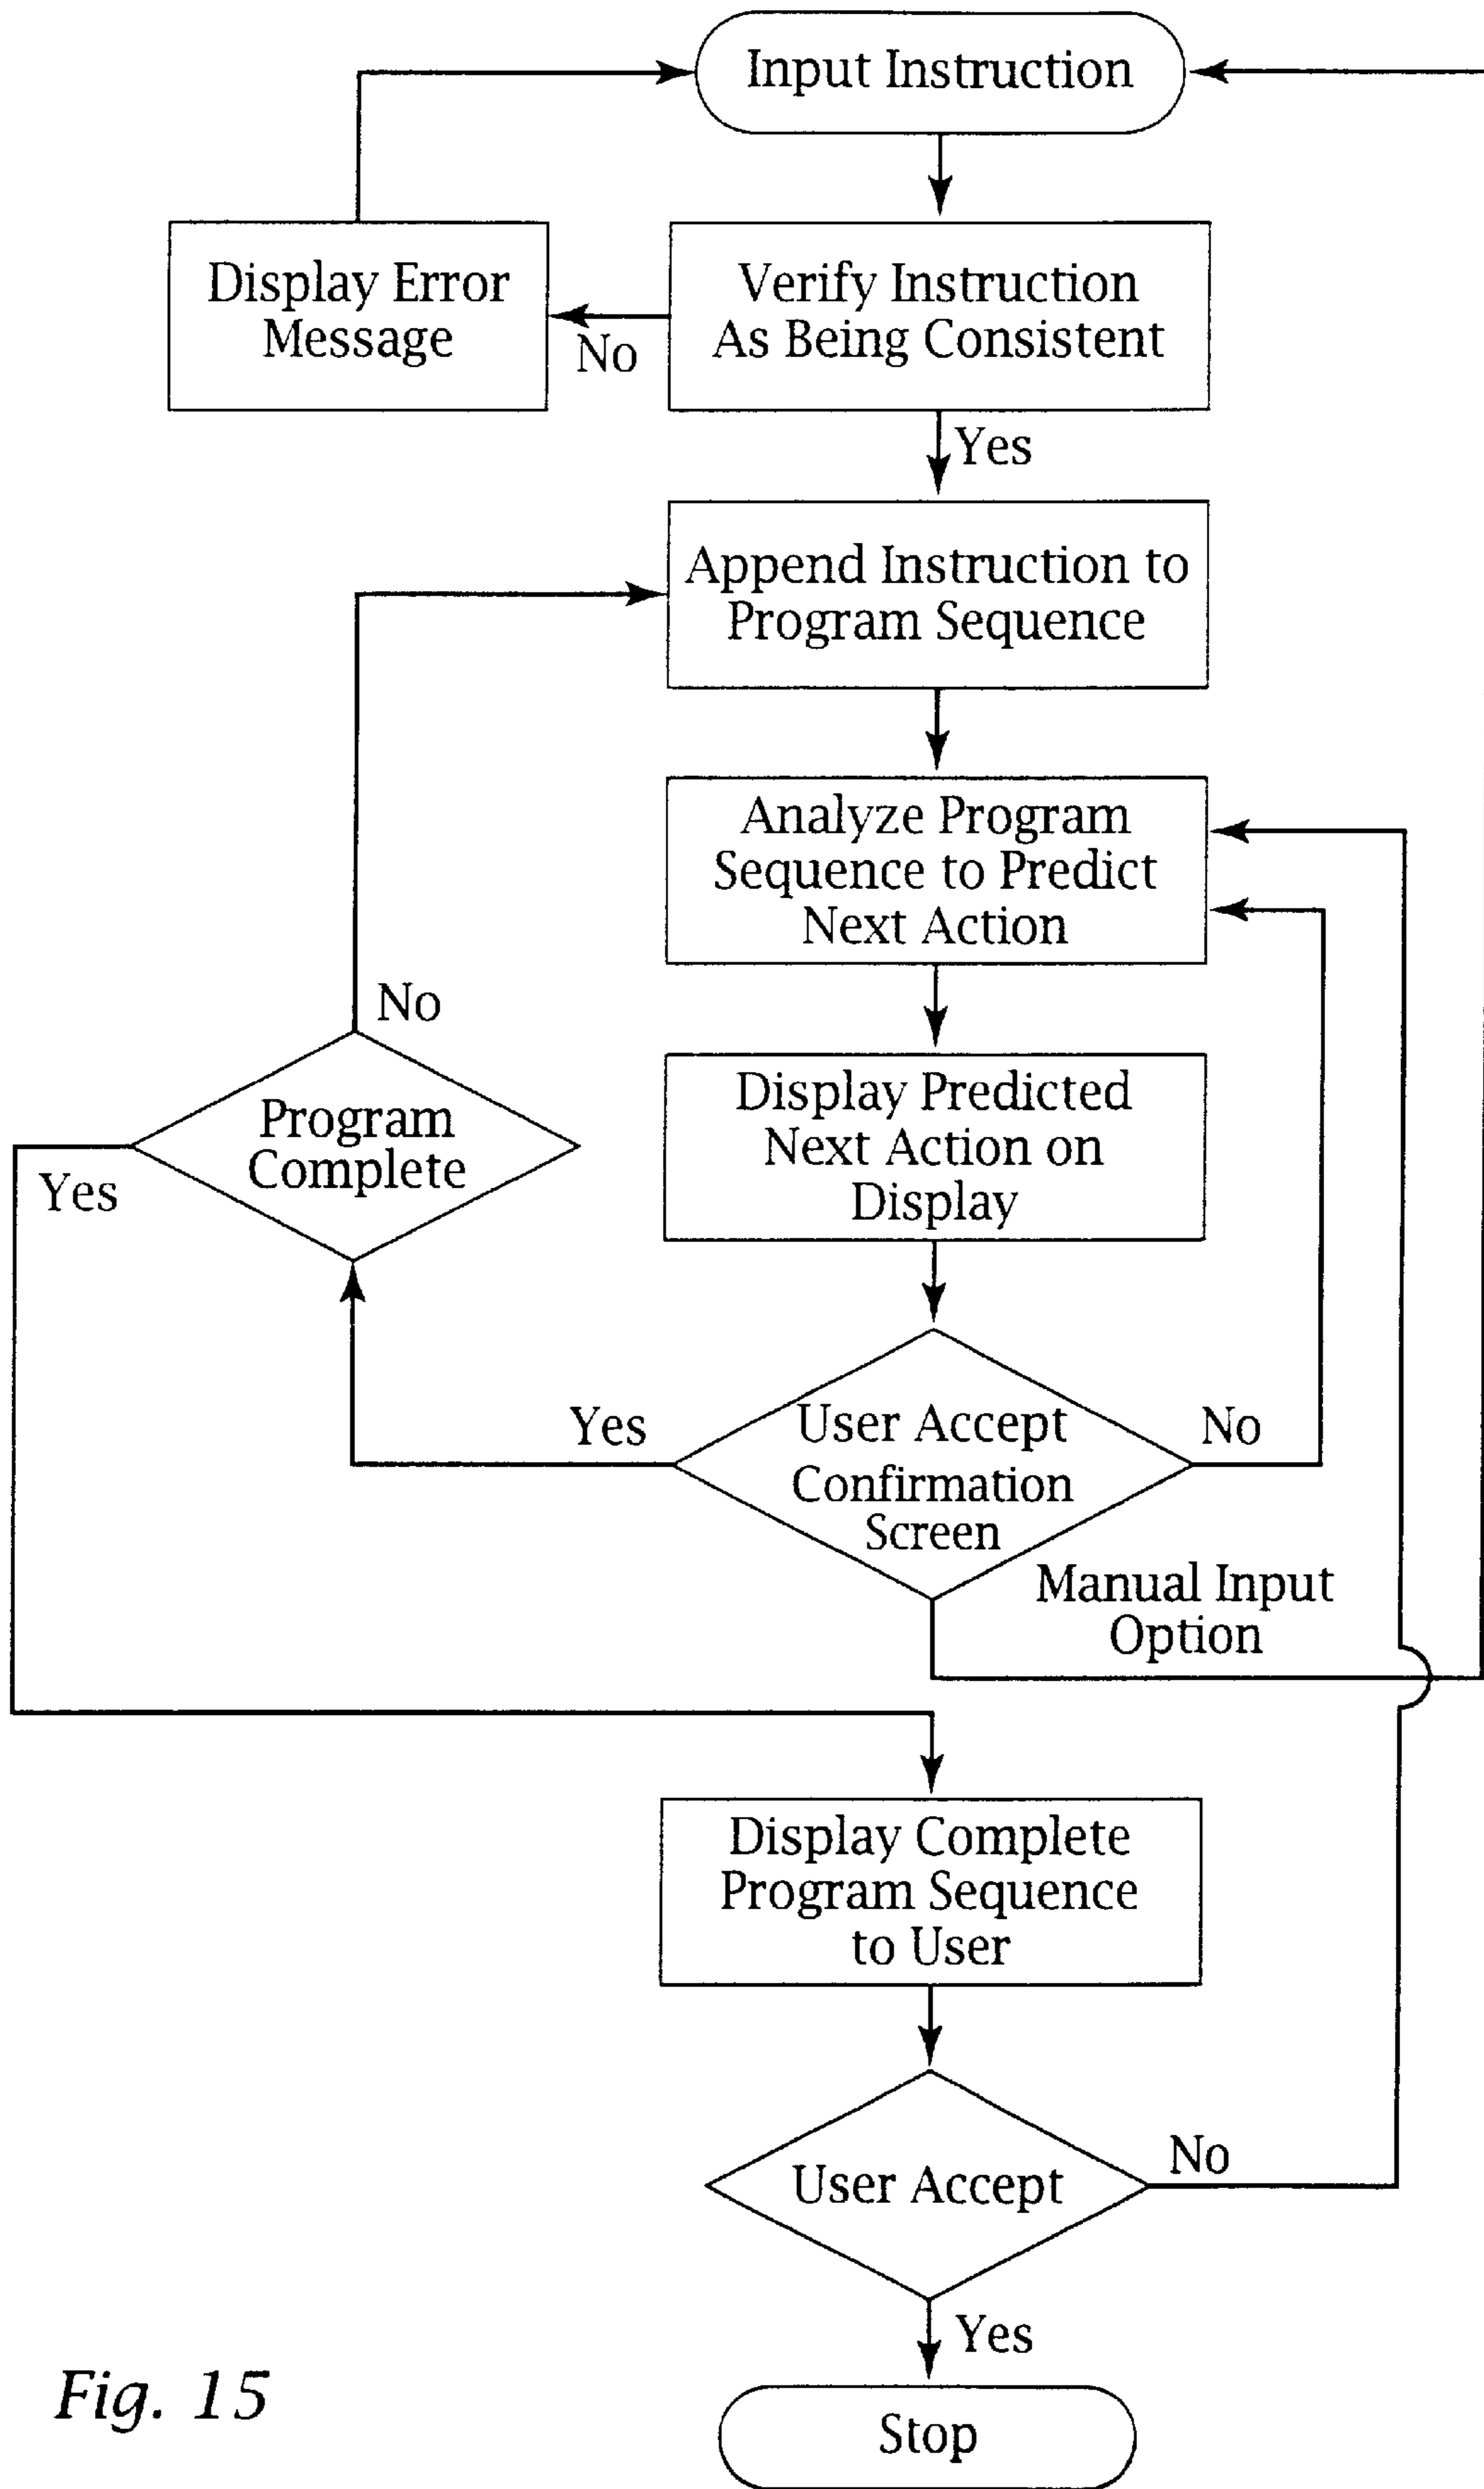 Input Instruction
Display Error
Message
No
Verify Instruction
As Being Consistent
Yes
Append Instruction to
Program Sequence
Analyze Program
Sequence to Predict
Next Action
No
Program
Complete
Yes
Display Predicted
Next Action on
Display
Yes
User Accept
Confirmation
Screen
No
Manual Input
Option
Display Complete
Program Sequence
to User
User Accept
No
Yes
Stop
Fig. 15